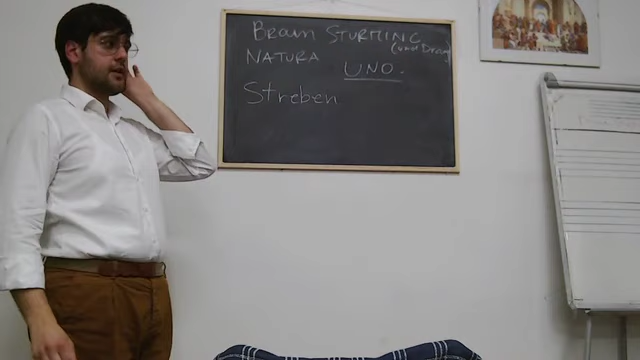 Brain STURMING
(und Drang)
NATURA
UNO.
Streben